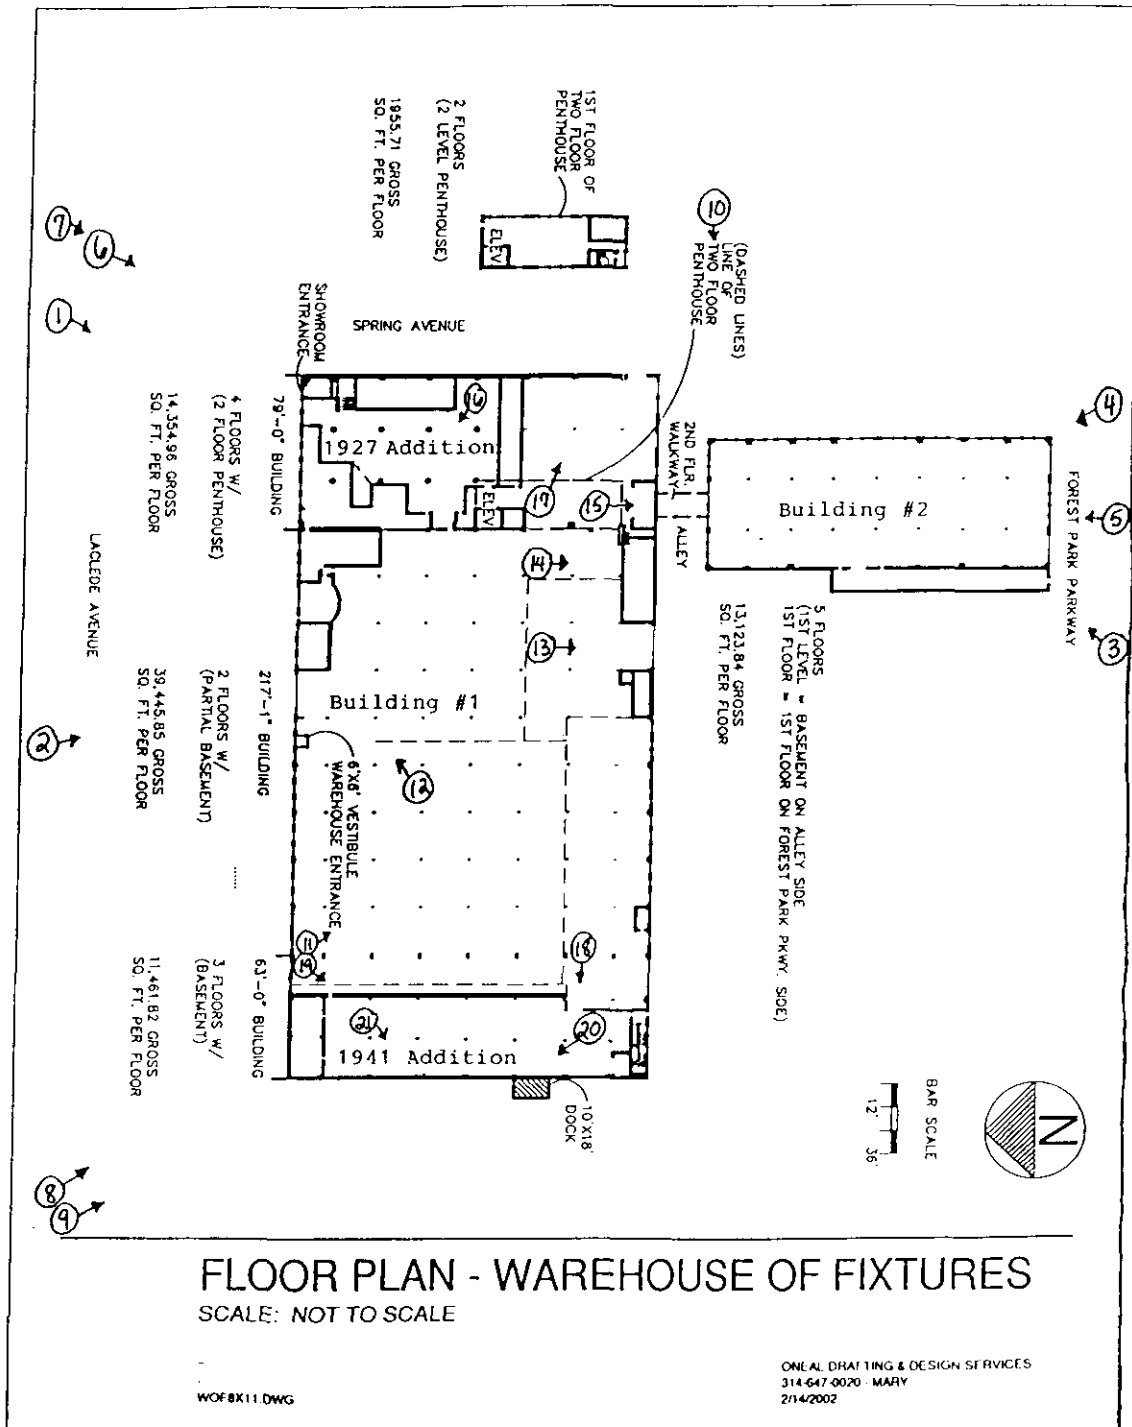 1ST FLOOR OF
TWO FLOOR
PENTHOUSE
2 FLOORS
(2 LEVEL PENTHOUSE)
1955.71 GROSS
SQ. FT. PER FLOOR
ELEV
10
(DASHED LINES)
LINE OF
TWO FLOOR
PENTHOUSE
7
6
1
SHOWROOM
ENTRANCE
SPRING AVENUE
4
16
1927 Addition
79'-0" BUILDING
4 FLOORS W/
(2 FLOOR PENTHOUSE)
14,354.96 GROSS
SQ. FT. PER FLOOR
ELEV
17
15
2ND FLR.
WALKWAY
ALLEY
Building #2
5
FOREST PARK PARKWAY
3
14
13
LACLEDE AVENUE
5 FLOORS
(1ST LEVEL = BASEMENT ON ALLEY SIDE
1ST FLOOR = 1ST FLOOR ON FOREST PARK PKWY. SIDE)
13,123.84 GROSS
SQ. FT. PER FLOOR
Building #1
217'-1" BUILDING
2 FLOORS W/
(PARTIAL BASEMENT)
39,445.85 GROSS
SQ. FT. PER FLOOR
2
12
6'X6' VESTIBULE
WAREHOUSE ENTRANCE
11
19
18
63'-0" BUILDING
3 FLOORS W/
(BASEMENT)
11,461.82 GROSS
SQ. FT. PER FLOOR
21
20
1941 Addition
10'X18'
DOCK
BAR SCALE
12'
36'
N
8
9
FLOOR PLAN - WAREHOUSE OF FIXTURES
SCALE: NOT TO SCALE
WOF8X11.DWG
ONEAL DRAFTING & DESIGN SERVICES
314-647-0020 - MARY
2/14/2002